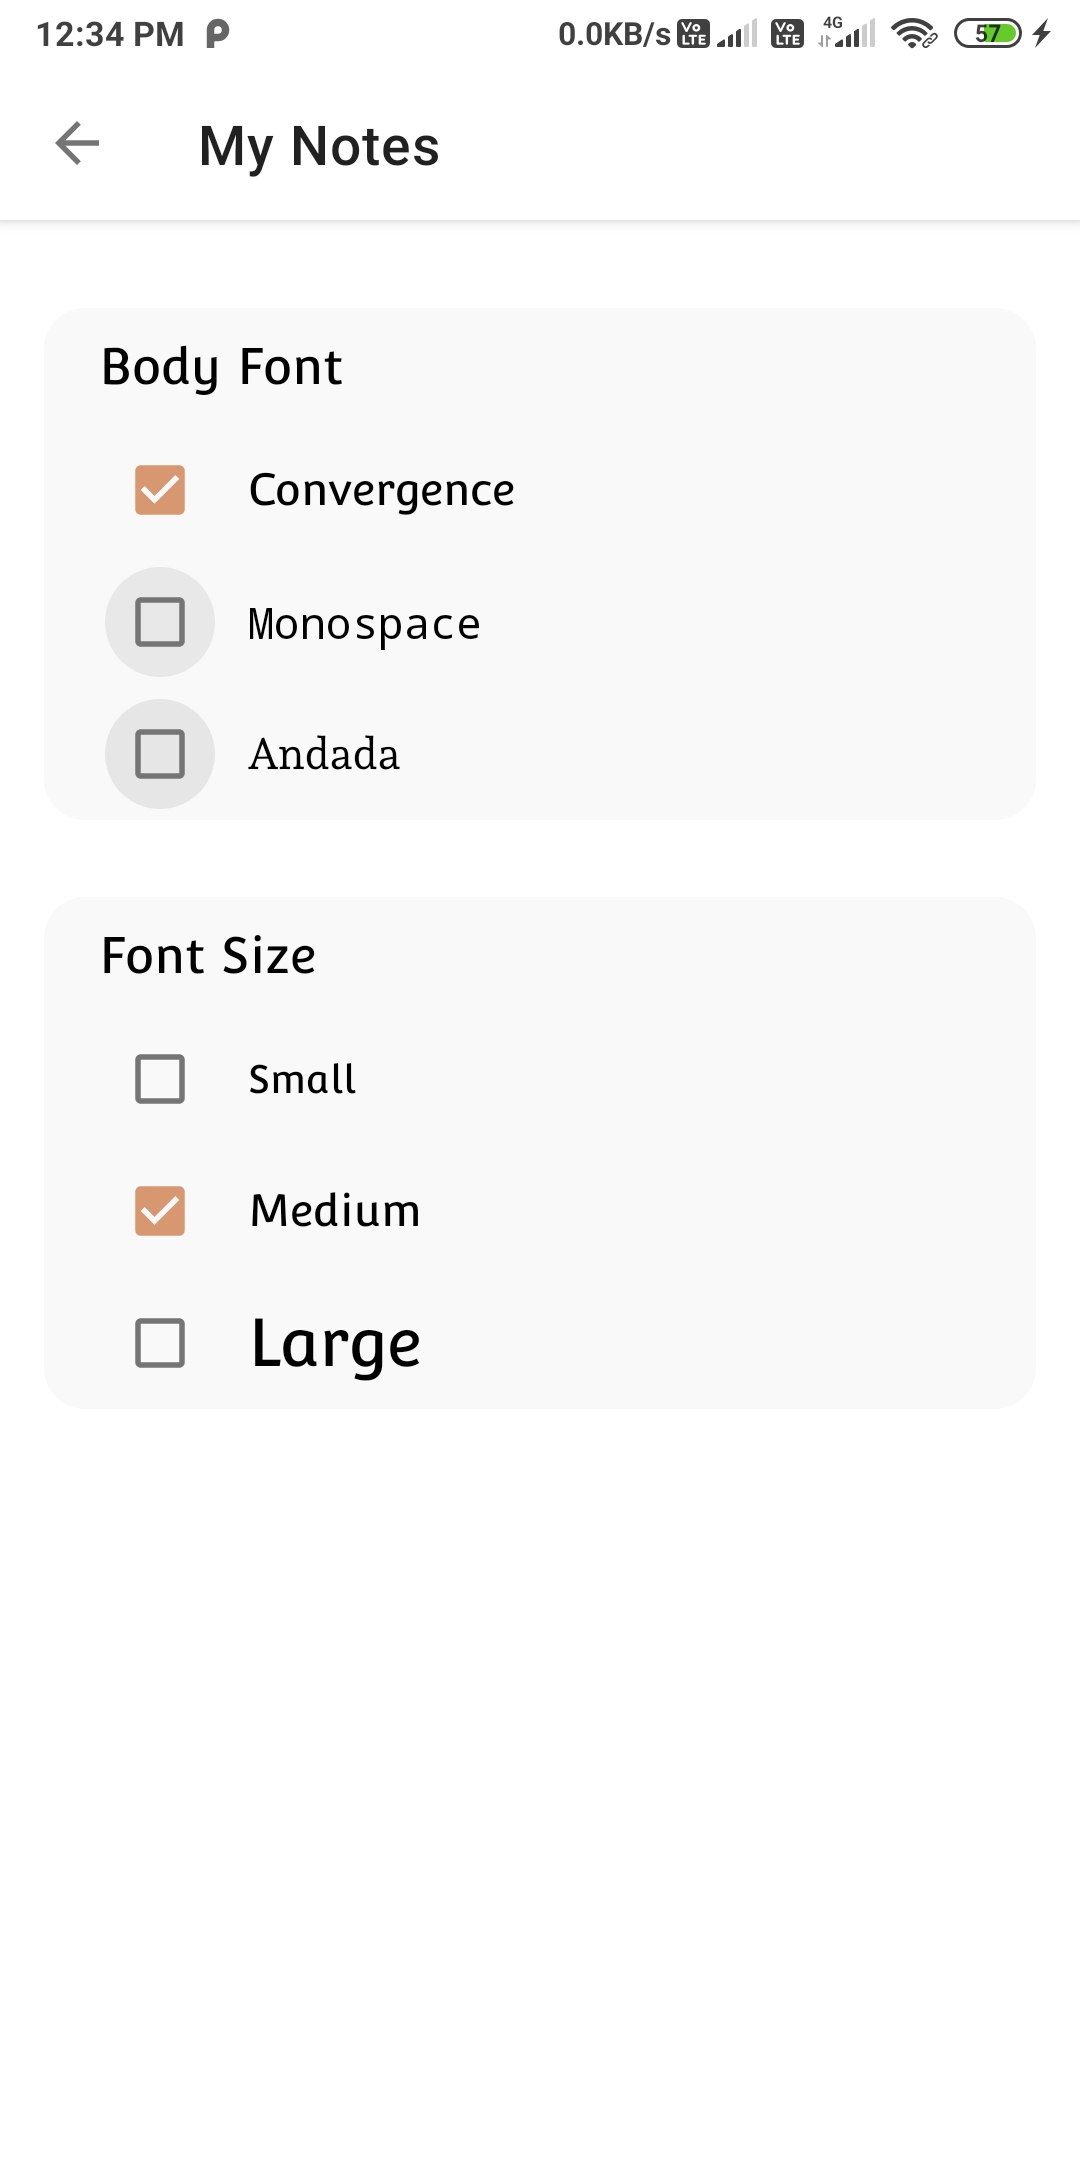 12:34 PM 0.0KB/s Vo LTE Vo LTE 4G 57
My Notes
Body Font
Convergence
Monospace
Andada
Font Size
Small
Medium
Large